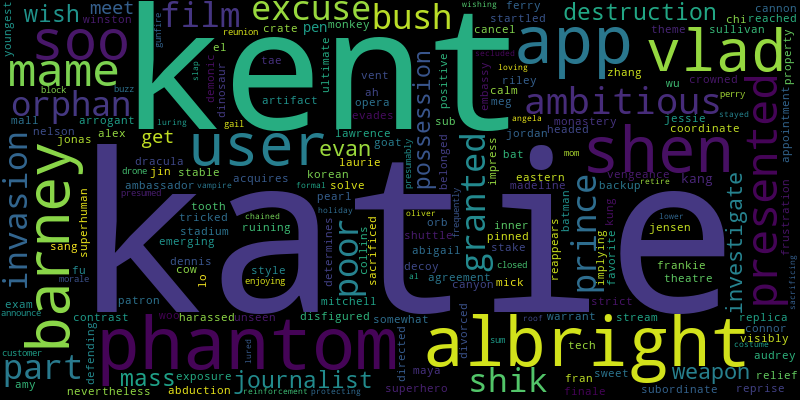 youngest
wish
meet
winston
film
excuse
reunion
crate
pen
monkey
bush
ferry
wishing
startled
destruction
cannon
chi
reached
theme
sullivan
soo
kent
app
vlad
cancel
riley
zhang
property
mame
gunfire
slap
demonic
dinosaur
el
tae
artifact
ultimate
vent
ah
opera
evades
possession
positive
sub
embassy
secluded
loving
calm
meg
wu
crowned
perry
stayed
appointment
block
buzz
orphan
luring
gail
mall
arrogant
nelson
alex
get
user
lawrence
goat
evan
laurie
ambitious
monastery
jordan
headed
angela
jessie
coordinate
presented
invasion
barney
jonas
drone
dracula
jin
stable
ambassador
vampire
presumed
acquires
korean
solve
formal
pearl
holiday
presumably
belonged
granted
impress
bat
mom
shen
vengeance
retire
backup
kang
madeline
eastern
batman
kung
investigate
frustration
sacrificing
superhuman
sang
fu
morale
katie
tooth
tricked
stadium
emerging
chained
ruining
dennis
cow
lo
style
enjoying
determines
poor
collins
sacrificed
oliver
orb
shuttle
abigail
decoy
al
agreement
frequently
canyon
inner
pinned
stake
closed
mick
reappears
prince
implying
favorite
strict
lower
jensen
frankie
theatre
exam
announce
contrast
defending
patron
harassed
unseen
mitchell
disfigured
somewhat
directed
divorced
albright
roof
warrant
stream
replica
connor
visibly
costume
audrey
customer
part
amy
phantom
mass
nevertheless
exposure
abduction
lured
journalist
reinforcement
protecting
maya
superhero
shik
sum
tech
fran
sweet
finale
weapon
subordinate
relief
reprise